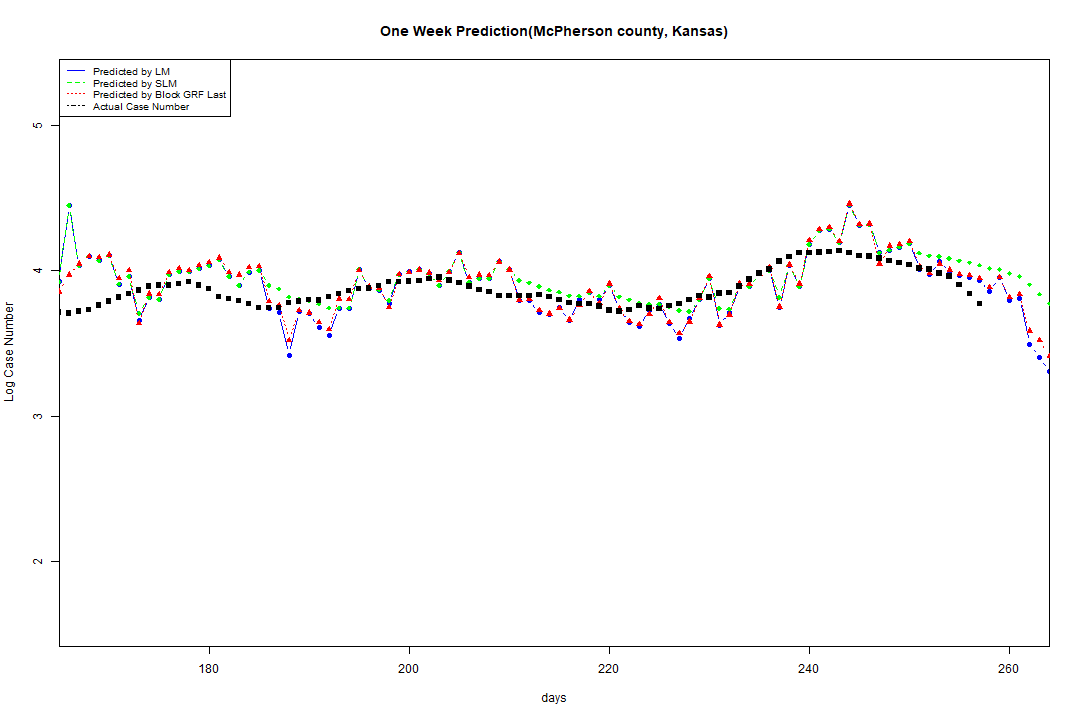 One Week Prediction(McPherson county, Kansas)
Predicted by LM
Predicted by SLM
Predicted by Block GRF Last
Actual Case Number
5
4
3
2
Log Case Number
180 200 220 240 260
days